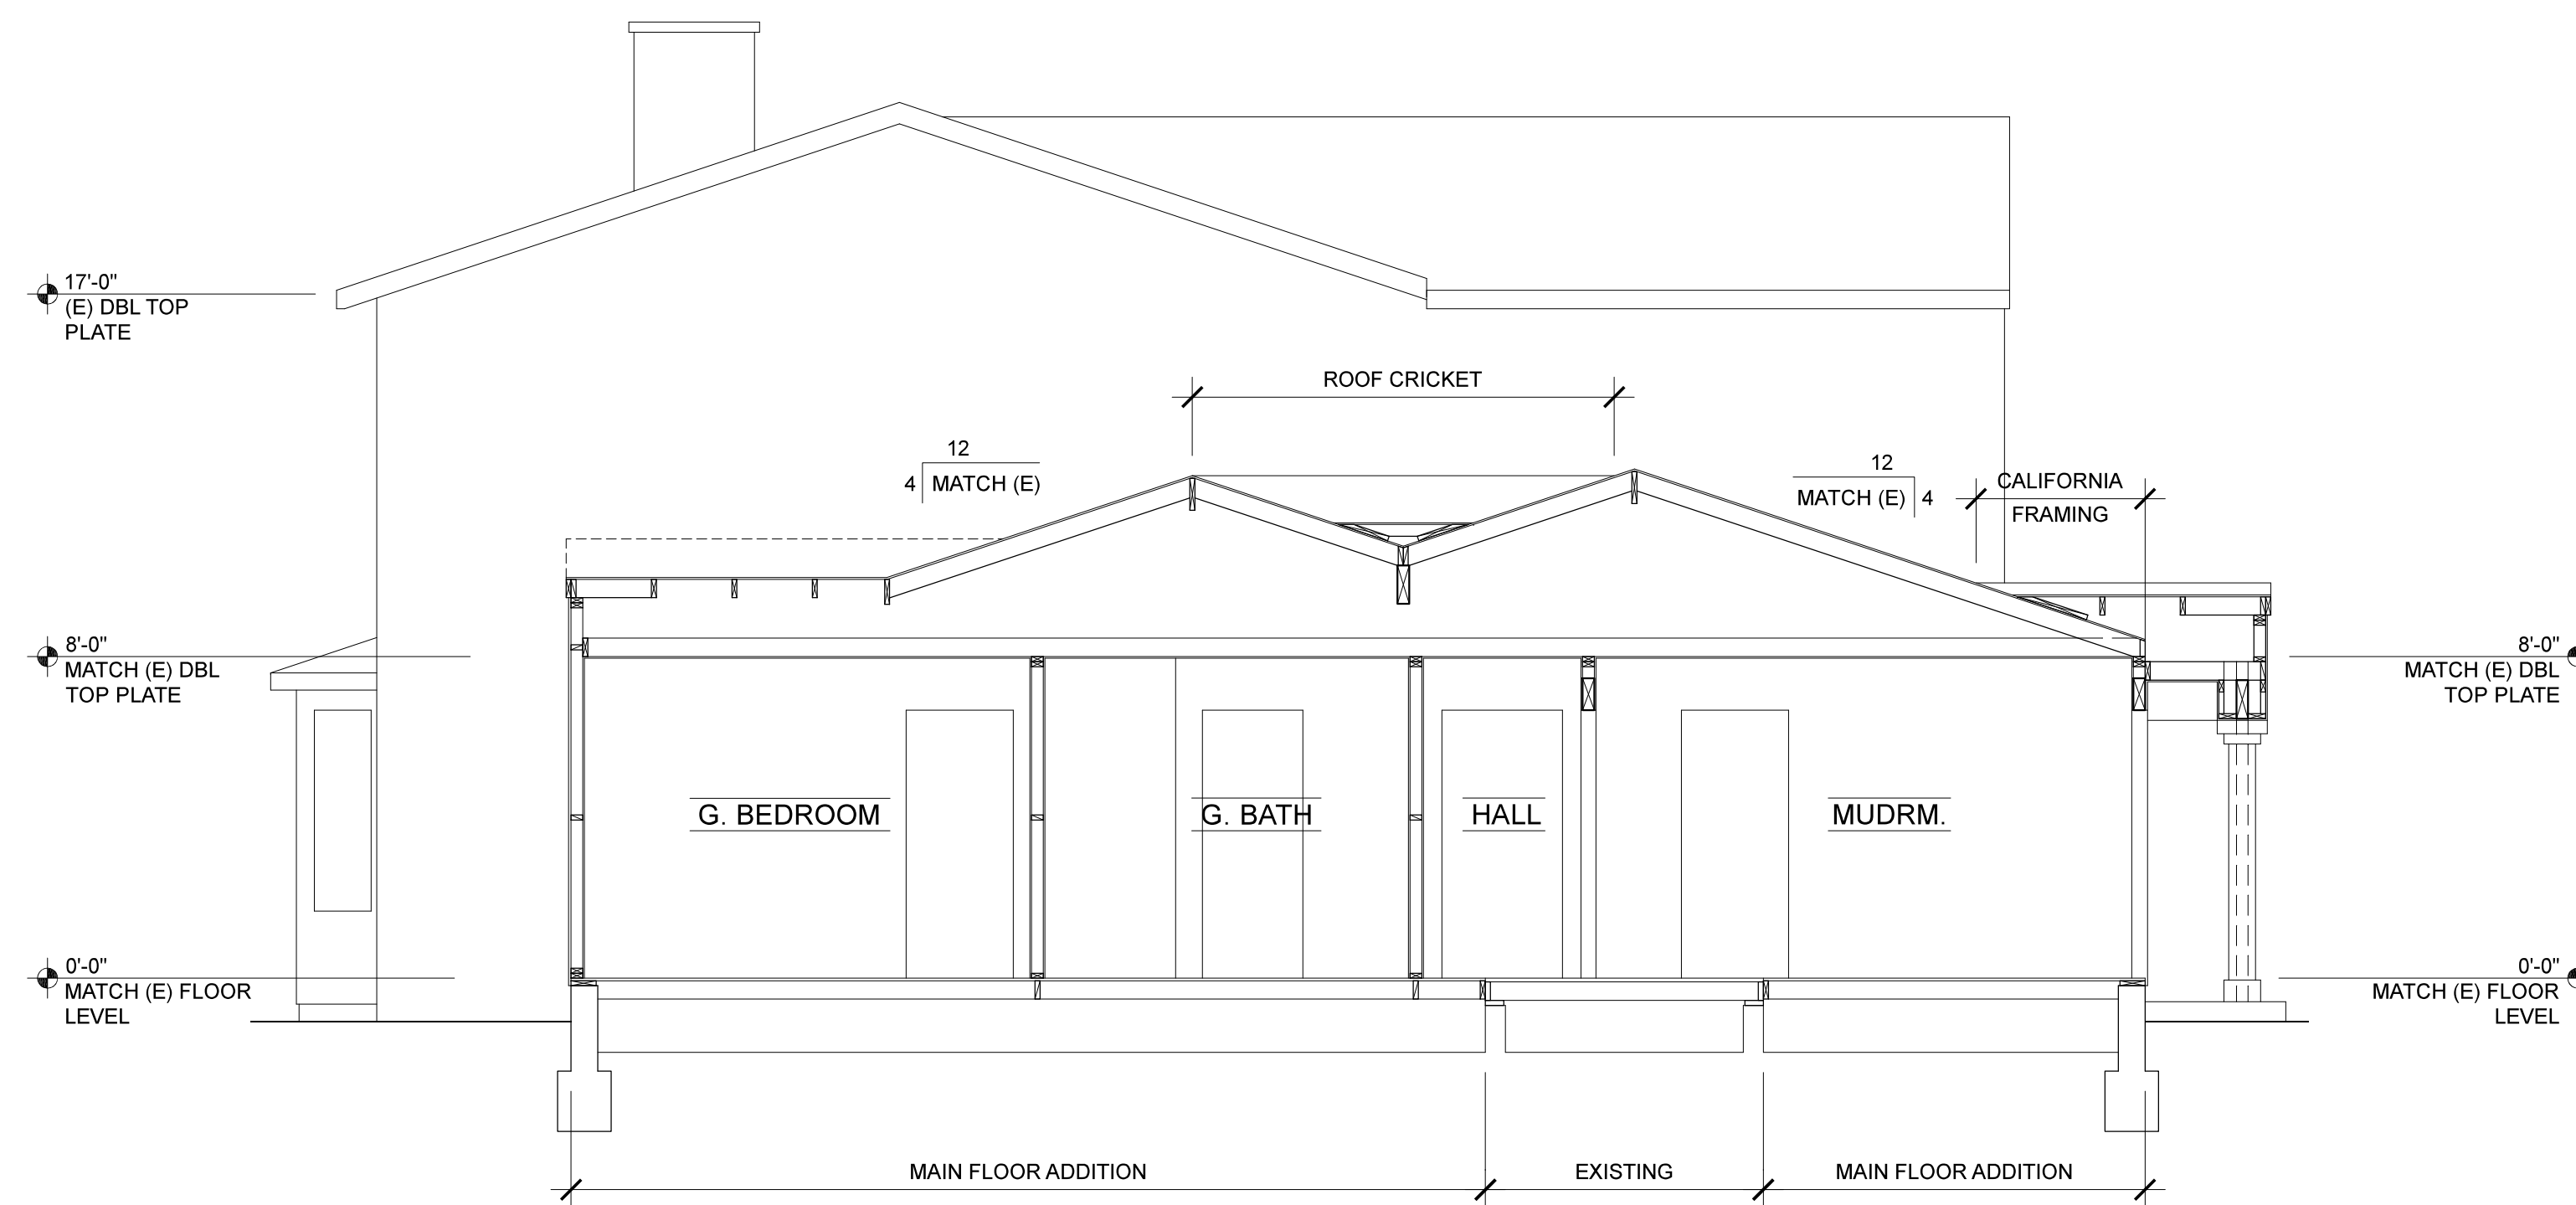 17'-0"
(E) DBL TOP
PLATE
ROOF CRICKET
12
4 MATCH (E)
12
MATCH (E) 4
CALIFORNIA
FRAMING
8'-0"
MATCH (E) DBL
TOP PLATE
8'-0"
MATCH (E) DBL
TOP PLATE
G. BEDROOM
G. BATH
HALL
MUDRM.
0'-0"
MATCH (E) FLOOR
LEVEL
0'-0"
MATCH (E) FLOOR
LEVEL
MAIN FLOOR ADDITION
EXISTING
MAIN FLOOR ADDITION